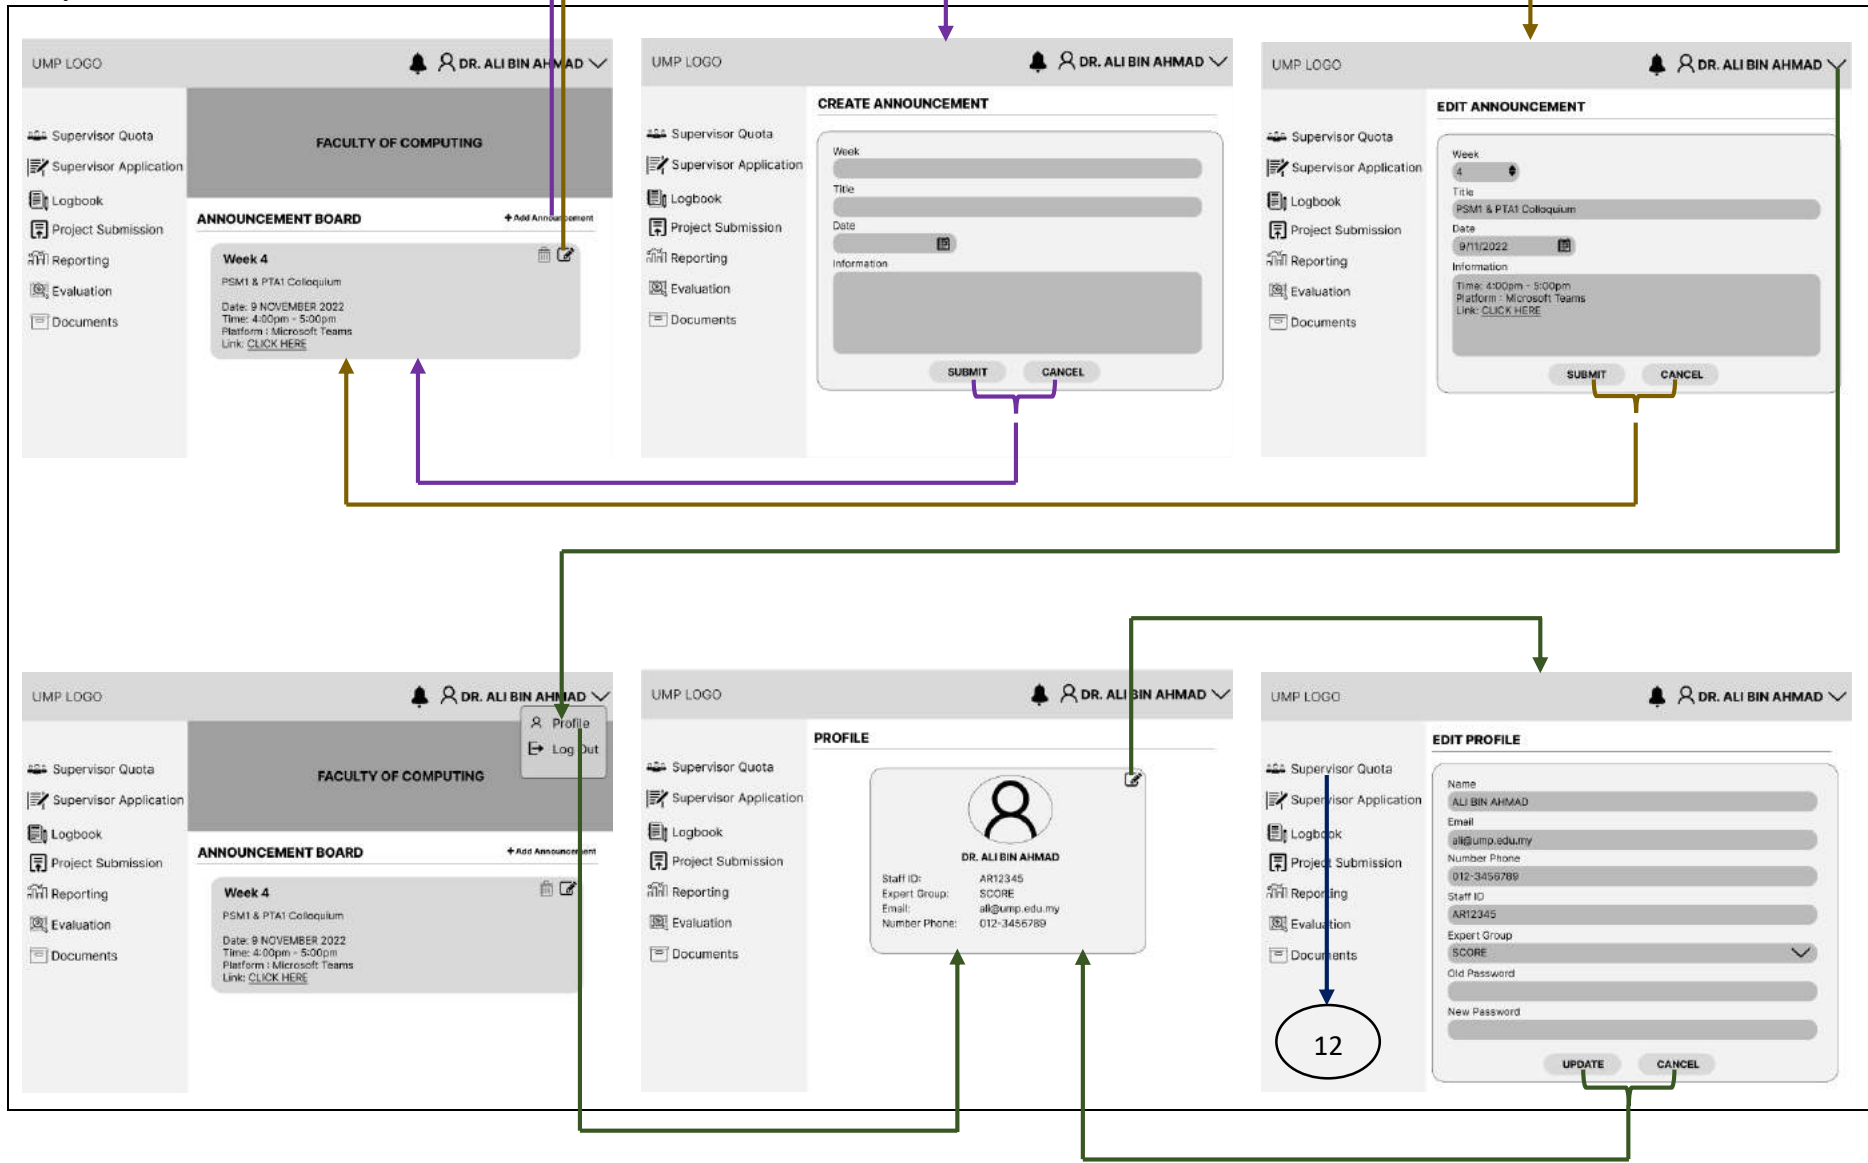 UMP LOGO
DR. ALI BIN AHMAD
Supervisor Quota
Supervisor Application
Logbook
Project Submission
Reporting
Evaluation
Documents
FACULTY OF COMPUTING
ANNOUNCEMENT BOARD
+ Add Announcement
Week 4
PSM1 & PTA1 Colloquium
Date: 9 NOVEMBER 2022
Time: 4:00pm - 5:00pm
Platform : Microsoft Teams
Link: CLICK HERE
UMP LOGO
DR. ALI BIN AHMAD
Supervisor Quota
Supervisor Application
Logbook
Project Submission
Reporting
Evaluation
Documents
CREATE ANNOUNCEMENT
Week
Title
Date
Information
SUBMIT
CANCEL
UMP LOGO
DR. ALI BIN AHMAD
Supervisor Quota
Supervisor Application
Logbook
Project Submission
Reporting
Evaluation
Documents
EDIT ANNOUNCEMENT
Week
4
Title
PSM1 & PTA1 Colloquium
Date
9/11/2022
Information
Time: 4:00pm - 5:00pm
Platform : Microsoft Teams
Link: CLICK HERE
SUBMIT
CANCEL
UMP LOGO
DR. ALI BIN AHMAD
Profile
Log Out
Supervisor Quota
Supervisor Application
Logbook
Project Submission
Reporting
Evaluation
Documents
FACULTY OF COMPUTING
ANNOUNCEMENT BOARD
+ Add Announcement
Week 4
PSM1 & PTA1 Colloquium
Date: 9 NOVEMBER 2022
Time: 4:00pm - 5:00pm
Platform : Microsoft Teams
Link: CLICK HERE
UMP LOGO
DR. ALI BIN AHMAD
Supervisor Quota
Supervisor Application
Logbook
Project Submission
Reporting
Evaluation
Documents
PROFILE
DR. ALI BIN AHMAD
Staff ID: AR12345
Expert Group: SCORE
Email: ali@ump.edu.my
Number Phone: 012-3456789
UMP LOGO
DR. ALI BIN AHMAD
Supervisor Quota
Supervisor Application
Logbook
Project Submission
Reporting
Evaluation
Documents
12
EDIT PROFILE
Name
ALI BIN AHMAD
Email
ali@ump.edu.my
Number Phone
012-3456789
Staff ID
AR12345
Expert Group
SCORE
Old Password
New Password
UPDATE
CANCEL